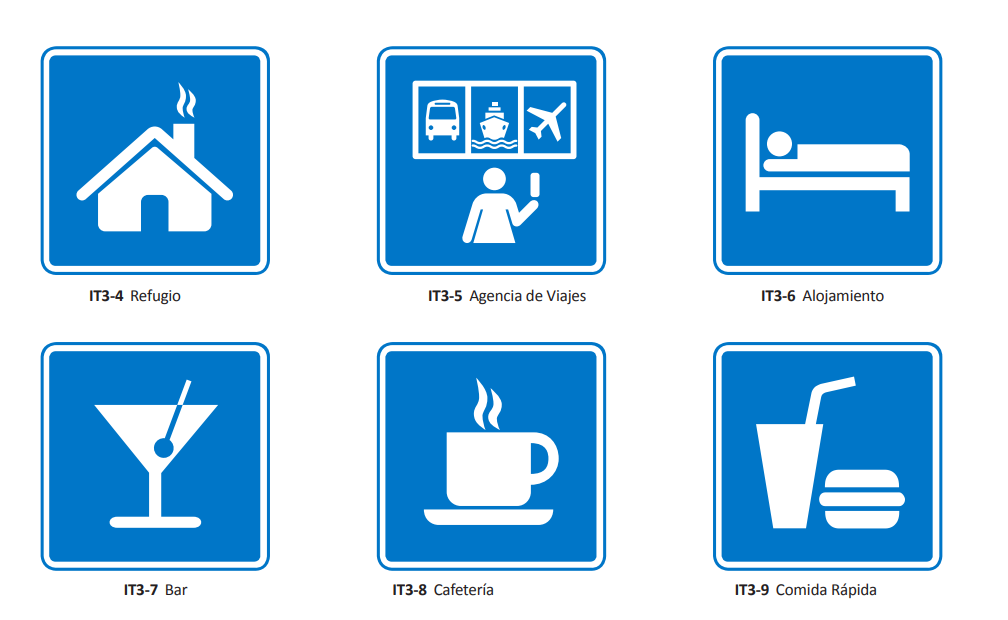 IT3-4 Refugio
IT3-5 Agencia de Viajes
IT3-6 Alojamiento
IT3-7 Bar
IT3-8 Cafetería
IT3-9 Comida Rápida